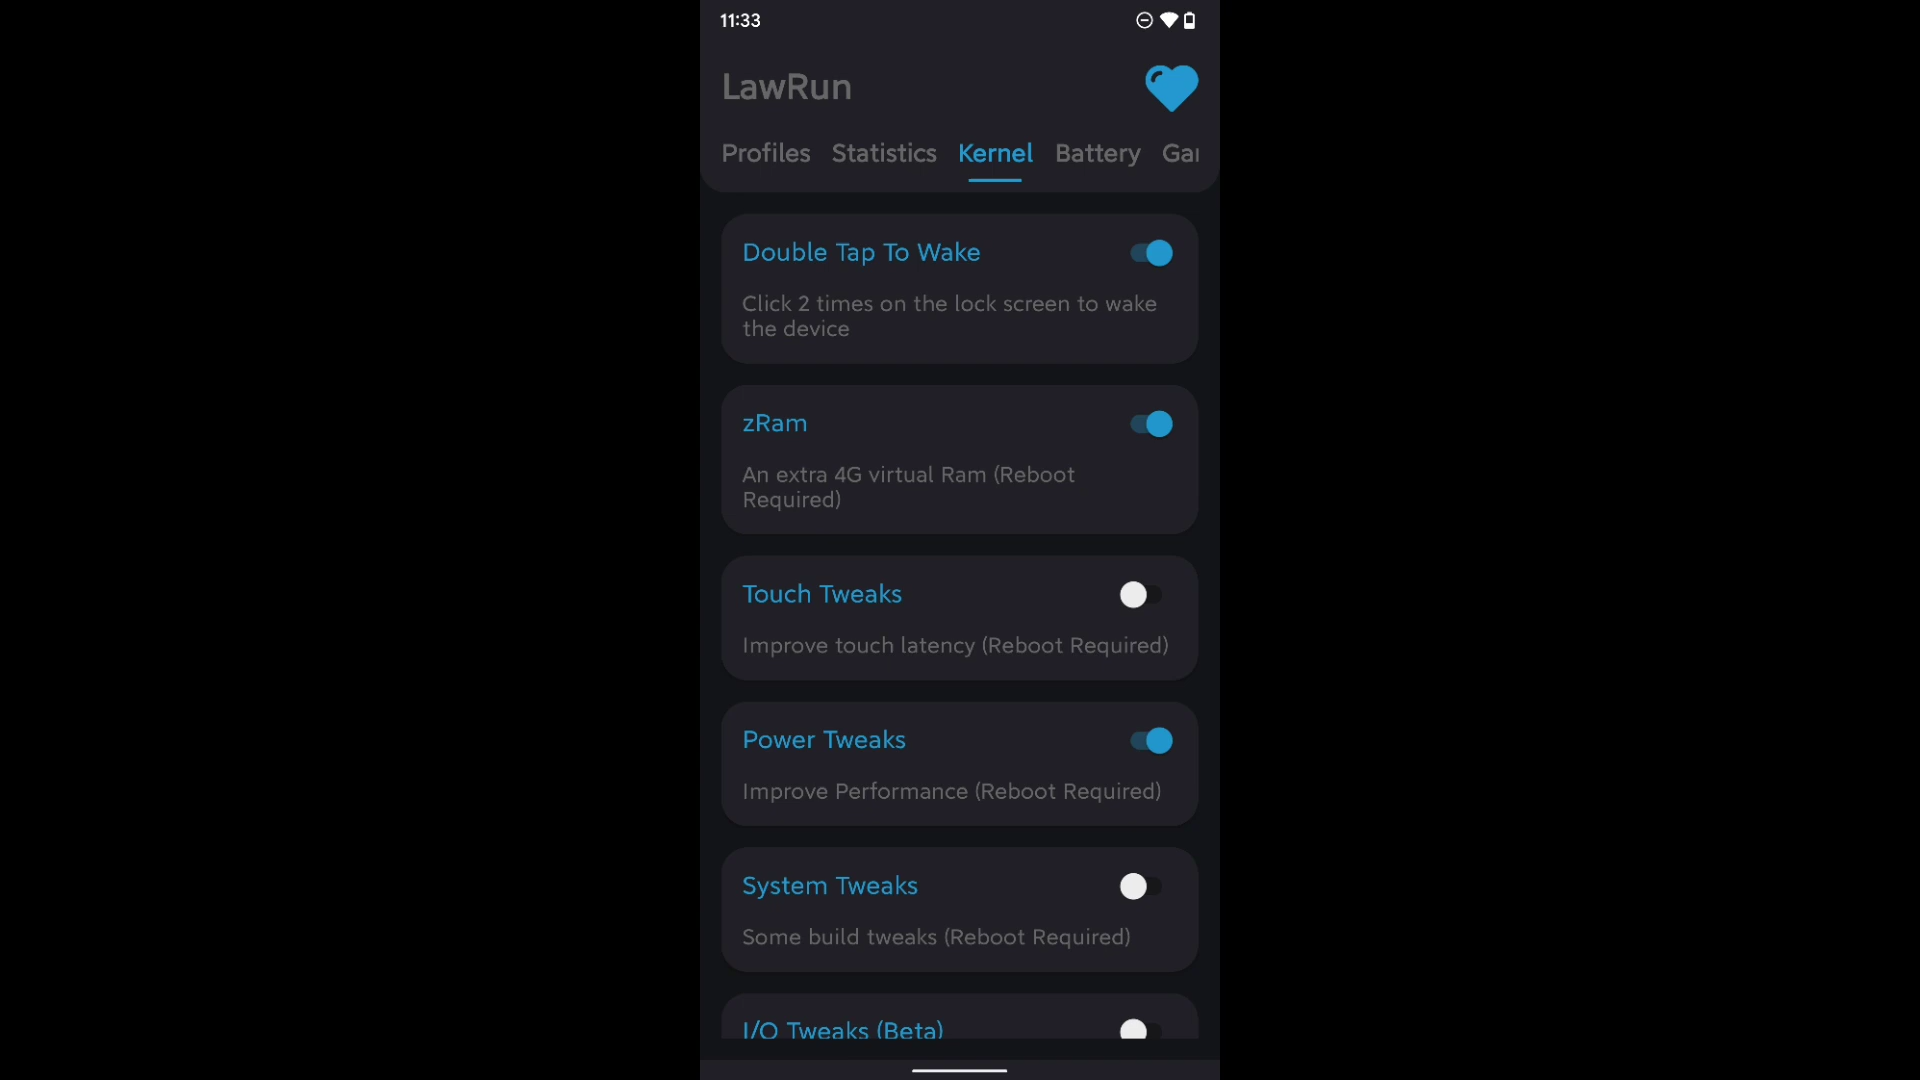 11:33
LawRun
Profiles Statistics Kernel Battery
Double Tap To Wake
Click 2 times on the lock screen to wake
the device
zRam
An extra 4G virtual Ram (Reboot
Required)
Touch Tweaks
Improve touch latency (Reboot Required)
Power Tweaks
Improve Performance (Reboot Required)
System Tweaks
Some build tweaks (Reboot Required)
I/O Tweaks (Beta)